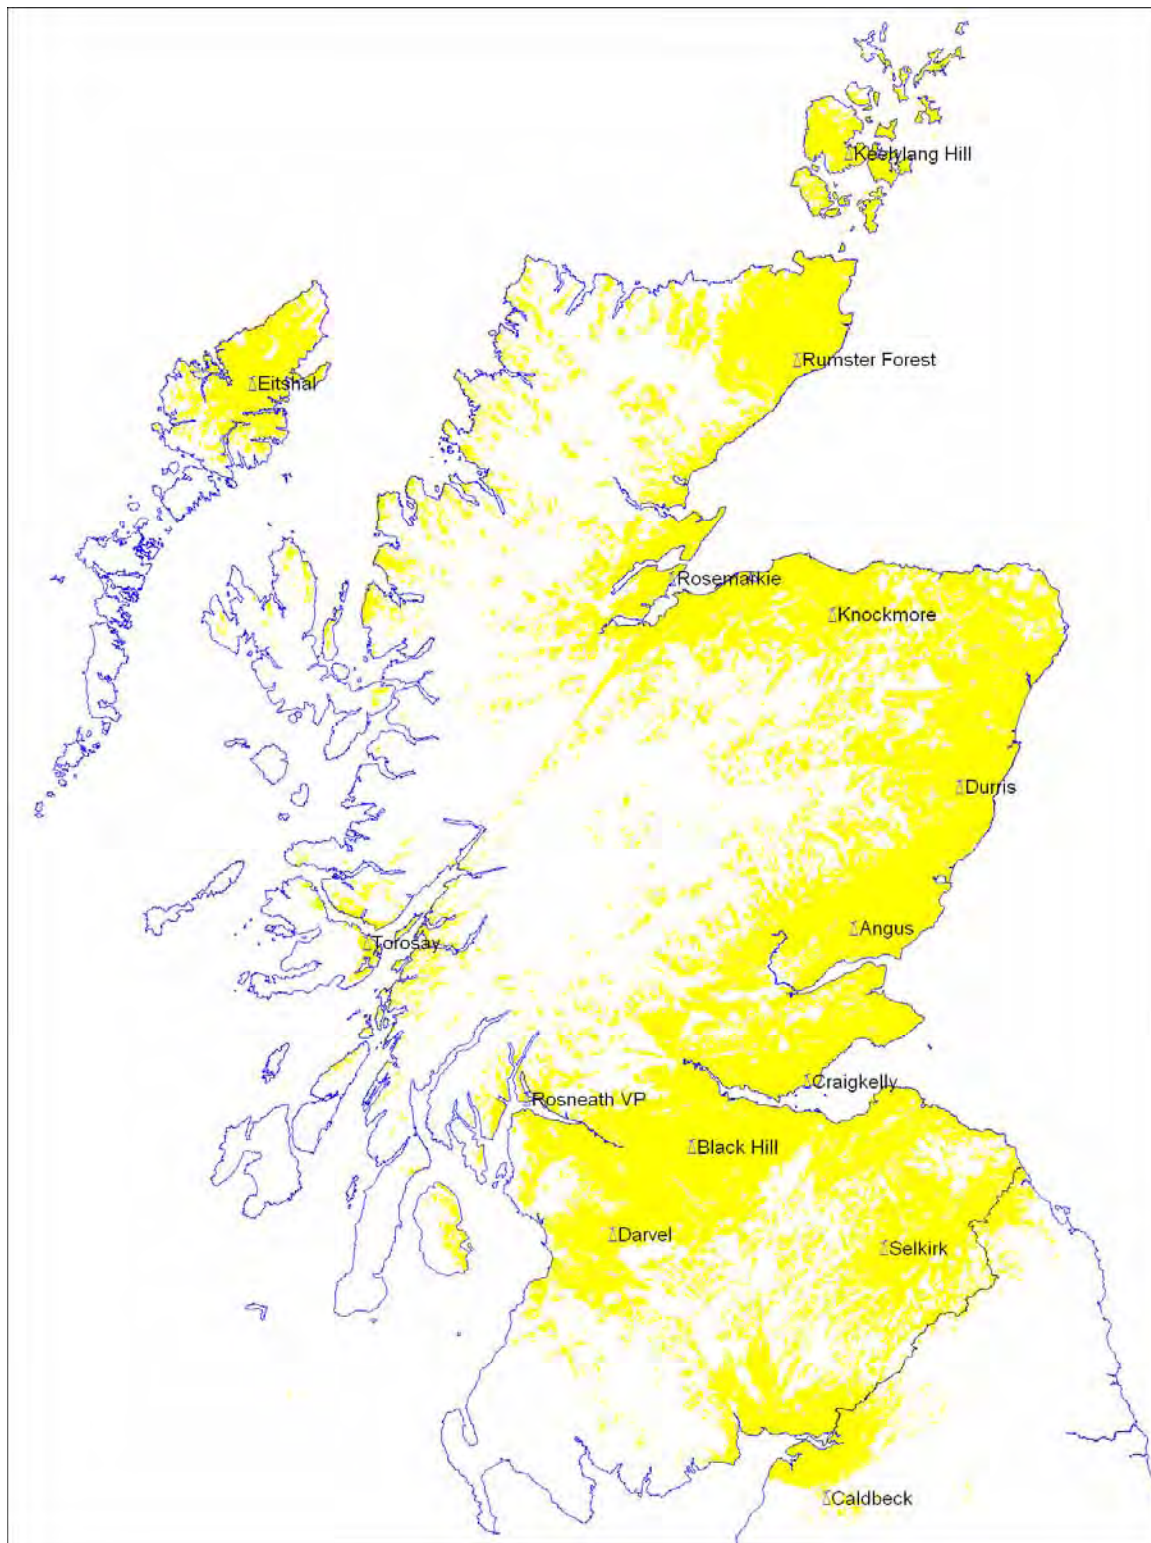 Keelylang Hill
Rumster Forest
Eitshal
Rosemarkie
Knockmore
Durris
Angus
Torosay
Craigkelly
Rosneath VP
Black Hill
Darvel
Selkirk
Caldbeck